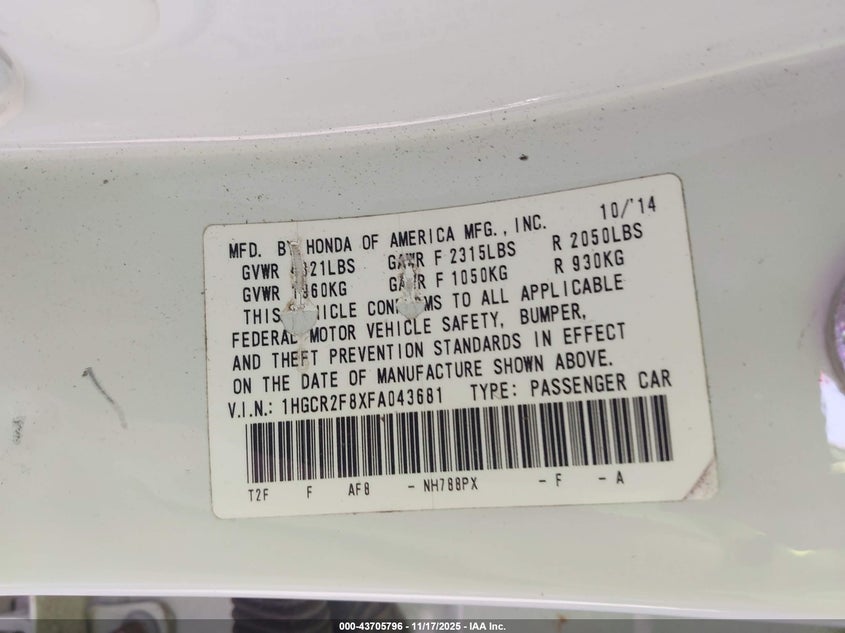 10/'14
MFD. BY HONDA OF AMERICA MFG., INC.
GVWR 321LBS GAWR F 2315LBS R 2050LBS
GVWR 60KG GAWR F 1050KG R 930KG
THIS VEHICLE CONFORMS TO ALL APPLICABLE
FEDERAL MOTOR VEHICLE SAFETY, BUMPER,
AND THEFT PREVENTION STANDARDS IN EFFECT
ON THE DATE OF MANUFACTURE SHOWN ABOVE.
V.I.N.: 1HGCR2F8XFA043681 TYPE: PASSENGER CAR
T2F F AF8 - NH788PX - F - A
000-43705796 - 11/17/2025 - IAA Inc.